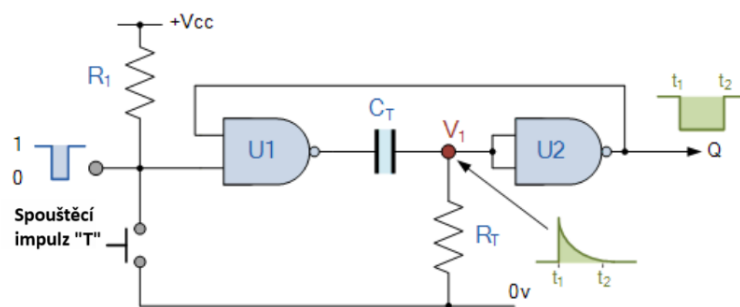 +Vcc
R1
t1 t2
CT
V1
U1
U2
Q
1
0
Spouštěcí
impulz "T"
RT
t1 t2
0v